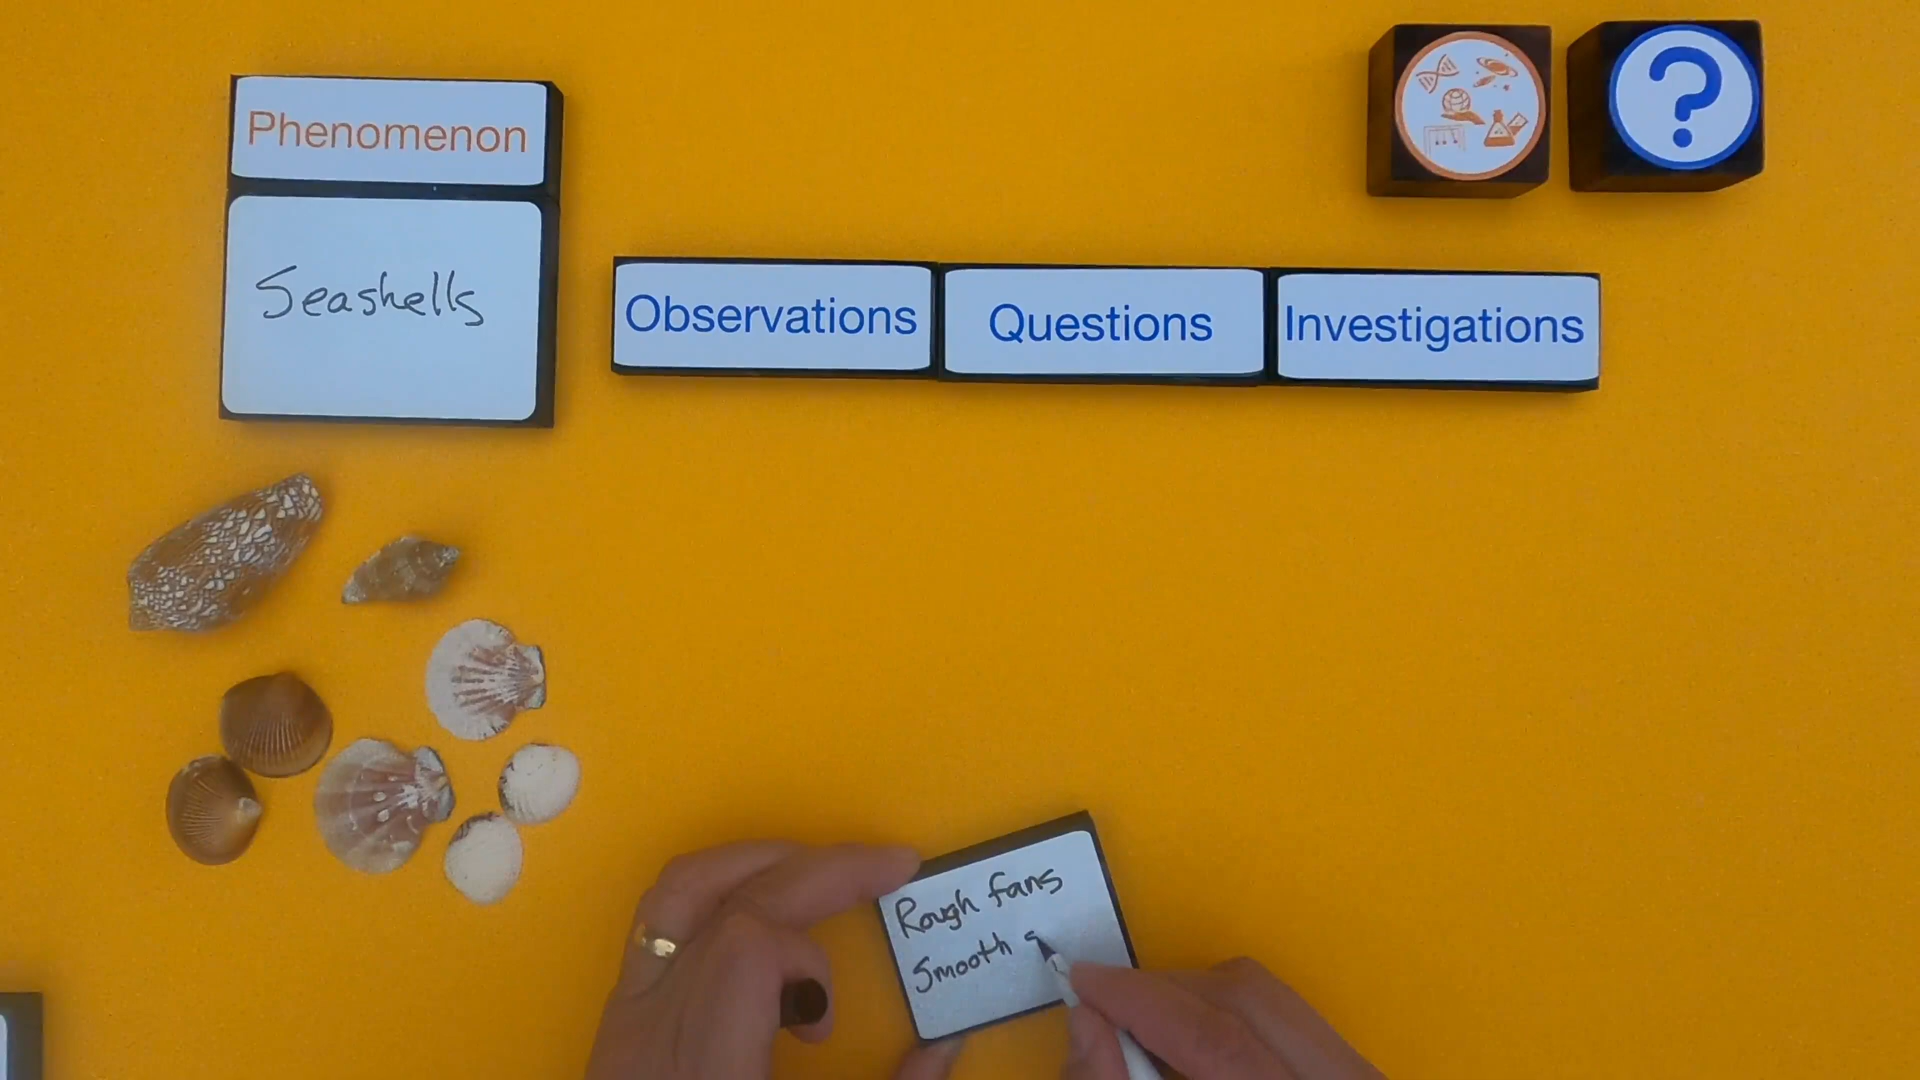 Phenomenon
Seashells
Observations
Questions
Investigations
?
Rough fans
Smooth